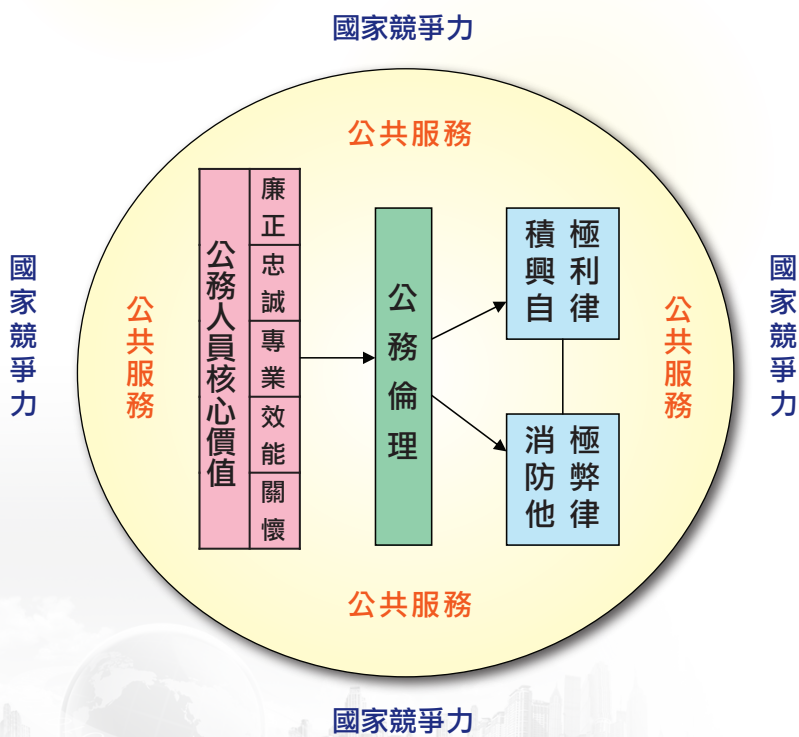 國家競爭力
公共服務
國家競爭力
公共服務
公務人員核心價值
廉正
忠誠
專業
效能
關懷
公務倫理
積極
興利
自律
消極
防弊
他律
公共服務
國家競爭力
公共服務
國家競爭力